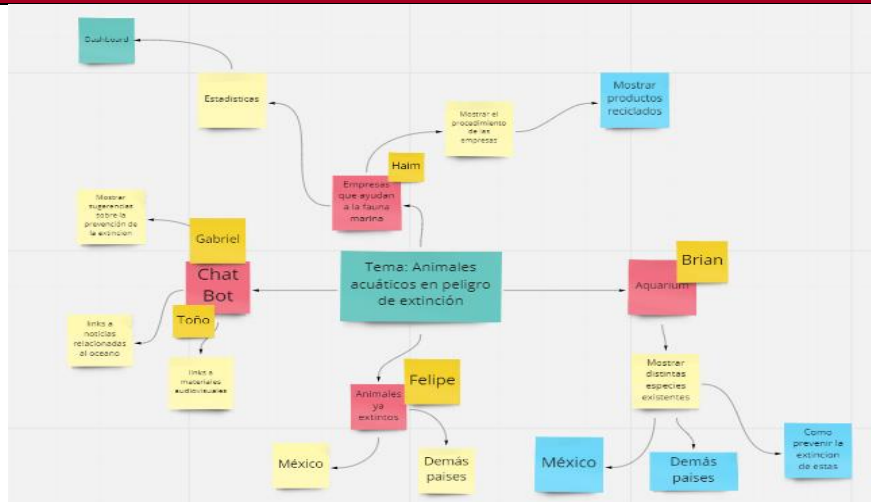 Dashboard
Estadisticas
Mostrar el
procedimiento
de las
empresas
Mostrar
productos
reciclados
Haim
Empresas
que ayudan
a la fauna
marina
Mostrar
sugerencias
sobre la
prevención de
la extincion
Gabriel
Chat
Bot
Toño
links a
noticias
relacionadas
al oceano
links a
materiales
audiovisuales
Tema: Animales
acuáticos en peligro
de extinción
Brian
Aquarium
Mostrar
distintas
especies
existentes
México
Demás
paises
Como
prevenir la
extincion
de estas
Felipe
Animales
ya
extintos
México
Demás
paises